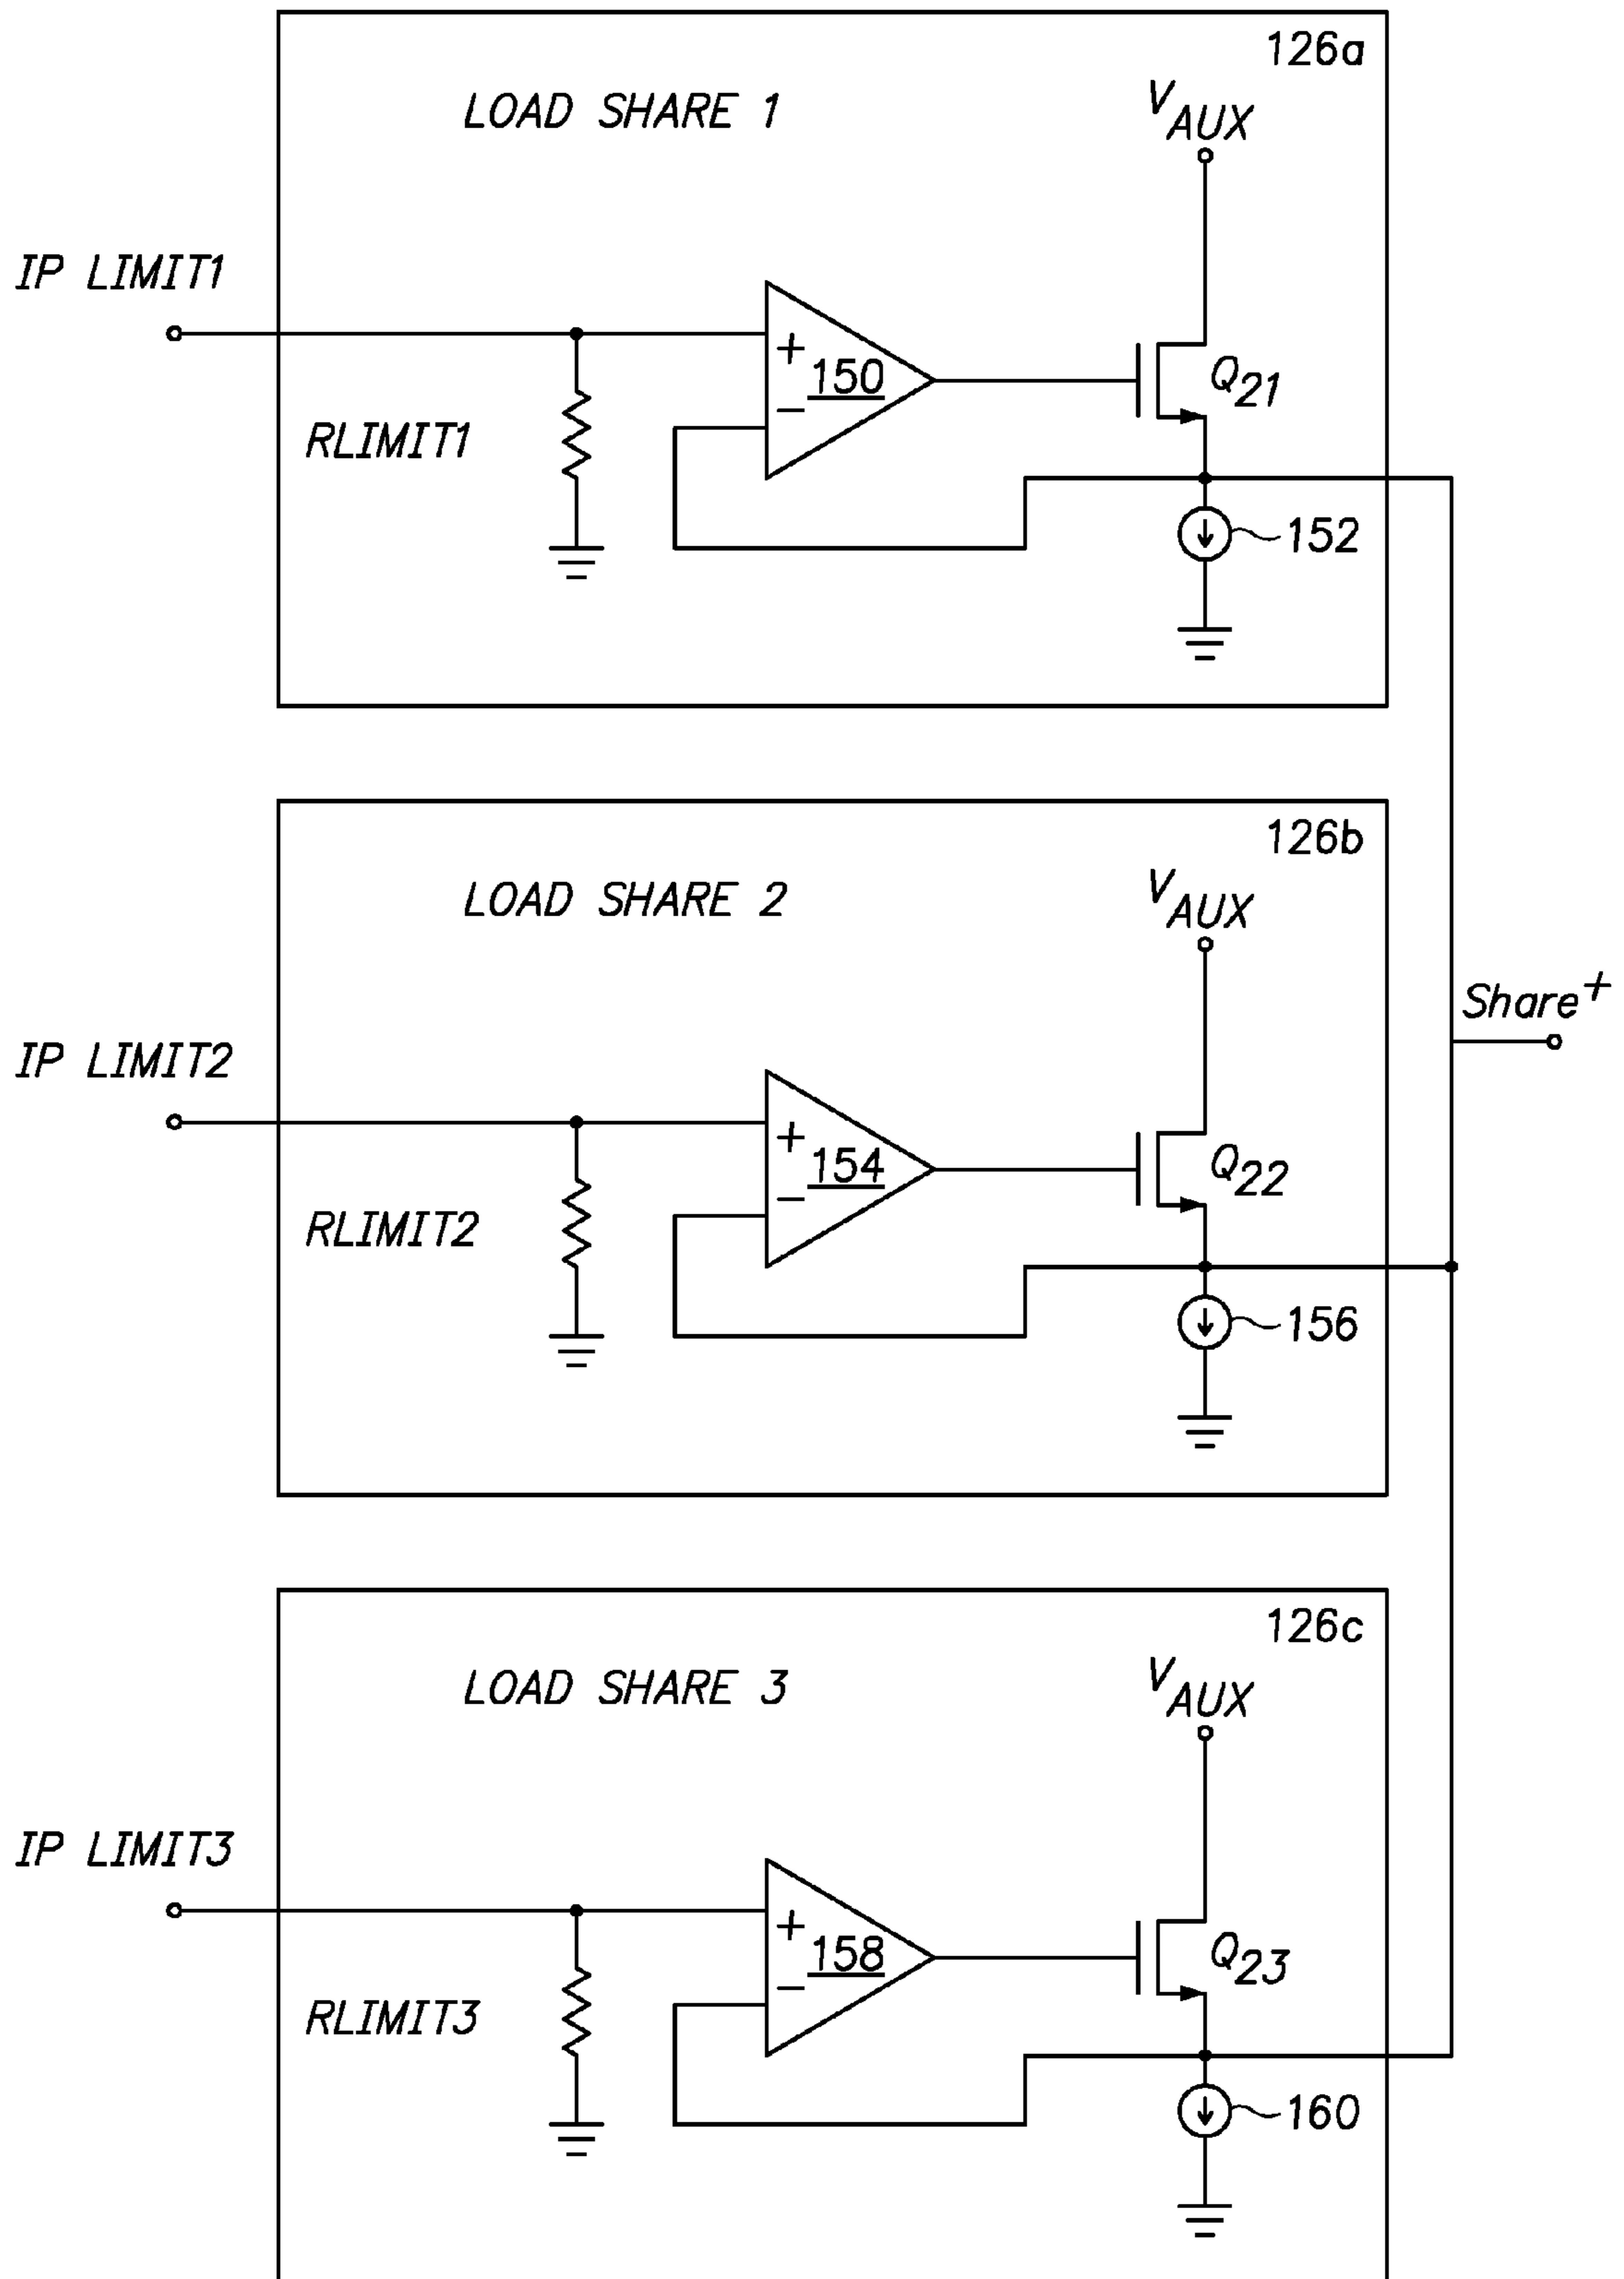 126a
LOAD SHARE 1
VAUX
IP LIMIT1
+
150
-
Q21
RLIMIT1
152
126b
LOAD SHARE 2
VAUX
Share+
IP LIMIT2
+
154
-
Q22
RLIMIT2
156
126c
LOAD SHARE 3
VAUX
IP LIMIT3
+
158
-
Q23
RLIMIT3
160